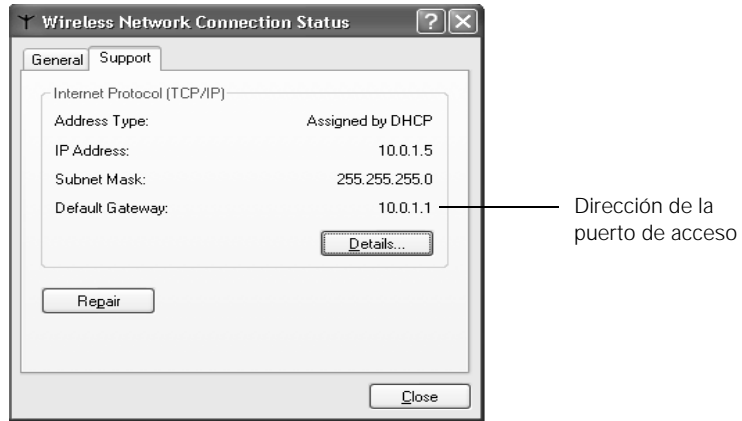 Wireless Network Connection Status
General Support
Internet Protocol (TCP/IP)
Address Type: Assigned by DHCP
IP Address: 10.0.1.5
Subnet Mask: 255.255.255.0
Default Gateway: 10.0.1.1
Dirección de la
puerto de acceso
Details...
Repair
Close